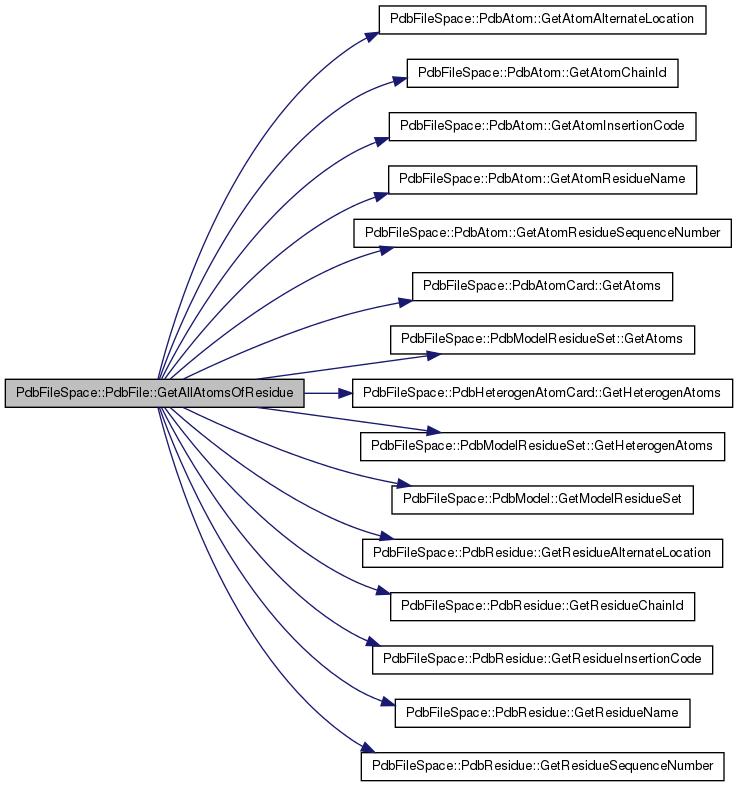 PdbFileSpace::PdbAtom::GetAtomAlternateLocation
PdbFileSpace::PdbAtom::GetAtomChainId
PdbFileSpace::PdbAtom::GetAtomInsertionCode
PdbFileSpace::PdbAtom::GetAtomResidueName
PdbFileSpace::PdbAtom::GetAtomResidueSequenceNumber
PdbFileSpace::PdbAtomCard::GetAtoms
PdbFileSpace::PdbModelResidueSet::GetAtoms
PdbFileSpace::PdbFile::GetAllAtomsOfResidue
PdbFileSpace::PdbHeterogenAtomCard::GetHeterogenAtoms
PdbFileSpace::PdbModelResidueSet::GetHeterogenAtoms
PdbFileSpace::PdbModel::GetModelResidueSet
PdbFileSpace::PdbResidue::GetResidueAlternateLocation
PdbFileSpace::PdbResidue::GetResidueChainId
PdbFileSpace::PdbResidue::GetResidueInsertionCode
PdbFileSpace::PdbResidue::GetResidueName
PdbFileSpace::PdbResidue::GetResidueSequenceNumber